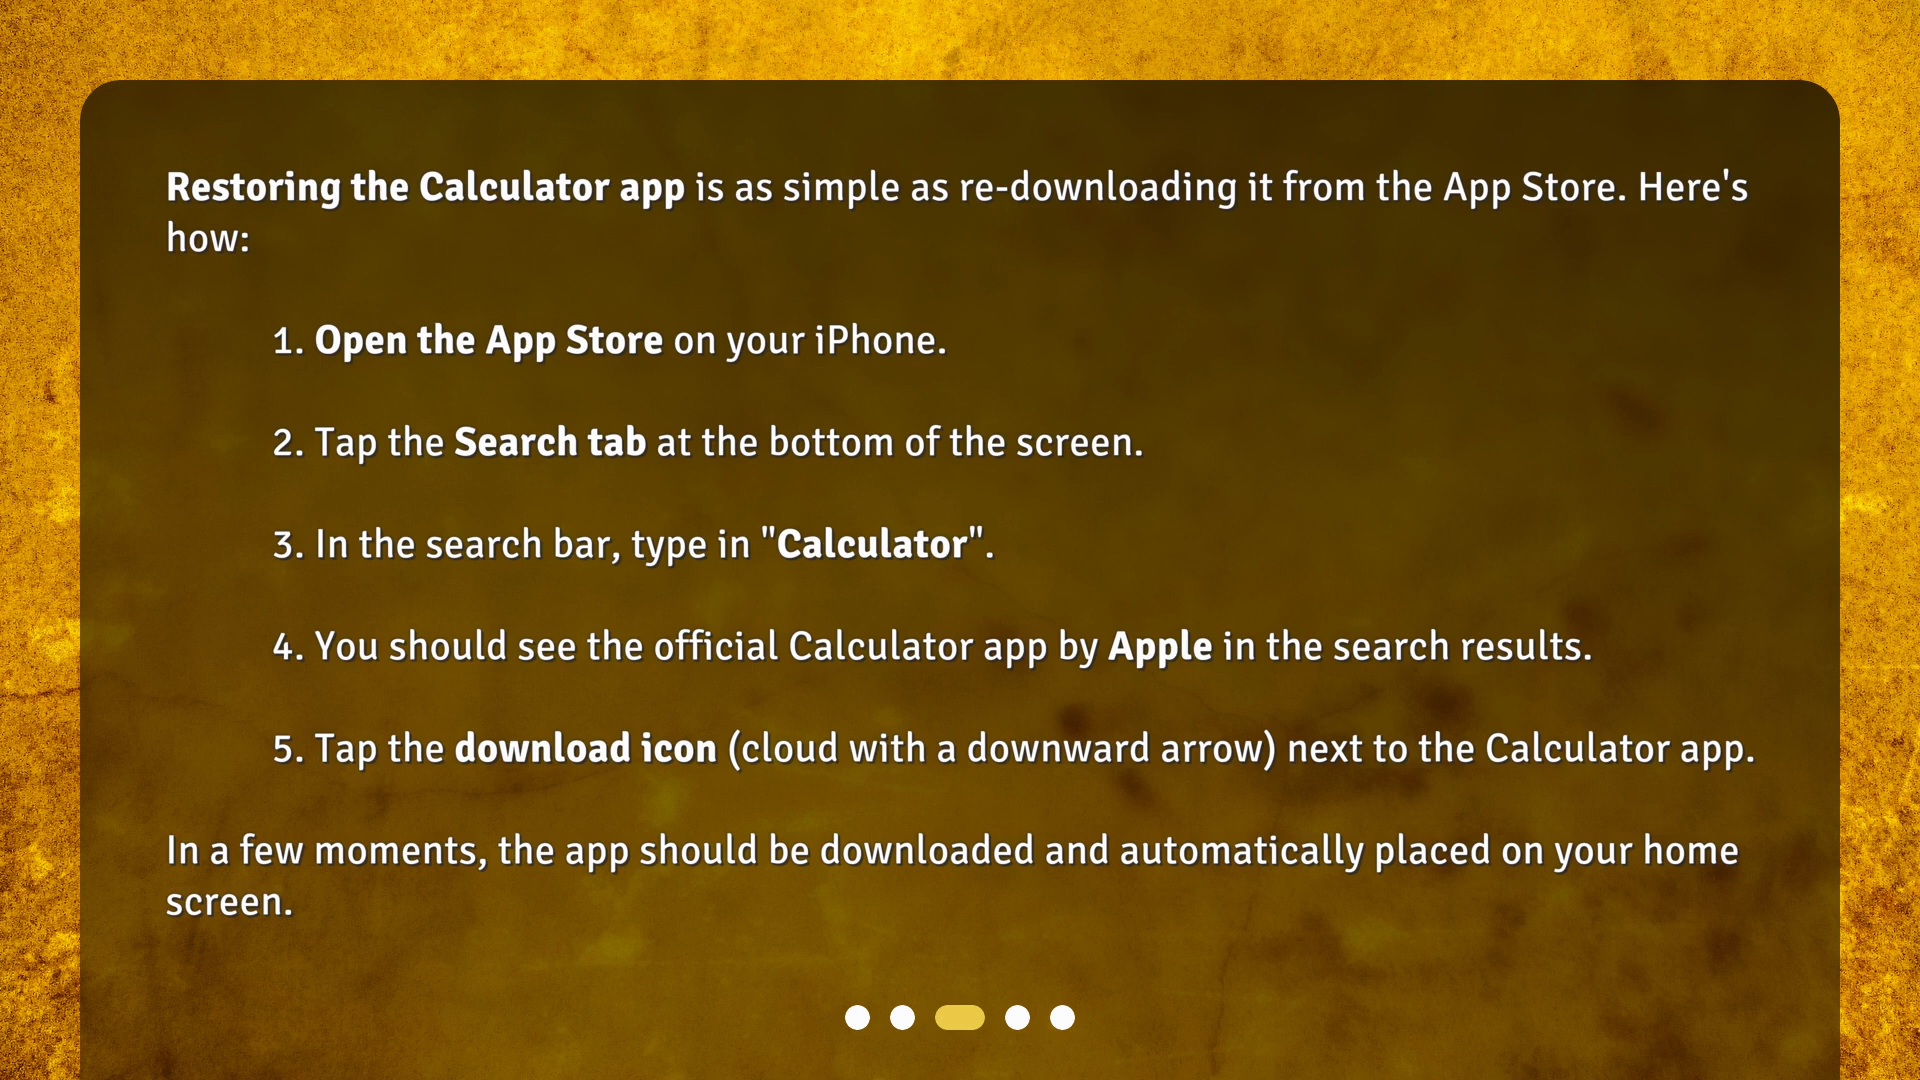 Restoring the Calculator app is as simple as re-downloading it from the App Store. Here's
how:
1. Open the App Store on your iPhone.
2. Tap the Search tab at the bottom of the screen.
3. In the search bar, type in "Calculator".
4. You should see the official Calculator app by Apple in the search results.
5. Tap the download icon (cloud with a downward arrow) next to the Calculator app.
In a few moments, the app should be downloaded and automatically placed on your home
screen.